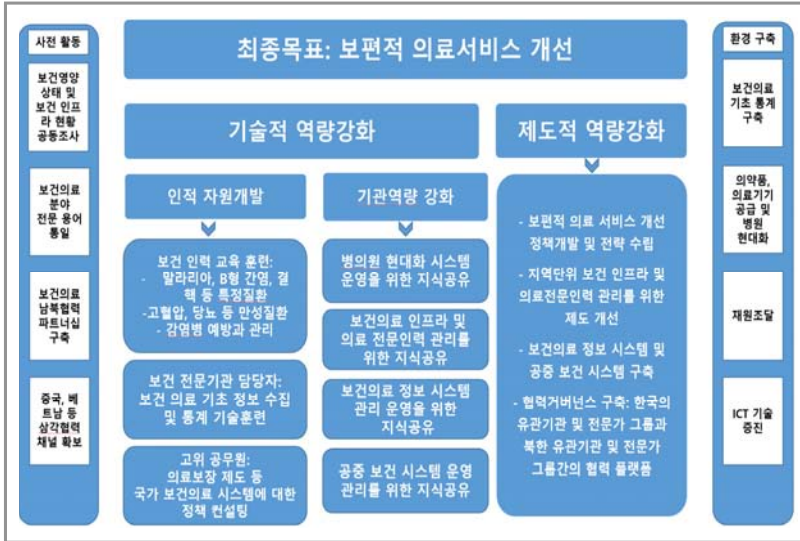 사전 활동
보건영양
상태 및
보건 인프
라 현황
공동조사
보건의료
분야
전문 용어
통일
보건의료
남북협력
파트너십
구축
중국, 베
트남 등
삼각협력
채널 확보
최종목표: 보편적 의료서비스 개선
기술적 역량강화
인적 자원개발
보건 인력 교육 훈련:
- 말라리아, B형 간염, 결
핵 등 특정질환
-고혈압, 당뇨 등 만성질환
- 감염병 예방과 관리
보건 전문기관 담당자:
보건 의료 기초 정보 수집
및 통계 기술훈련
고위 공무원:
의료보장 제도 등
국가 보건의료 시스템에 대한
정책 컨설팅
기관역량 강화
병의원 현대화 시스템
운영을 위한 지식공유
보건의료 인프라 및
의료 전문인력 관리를
위한 지식공유
보건의료 정보 시스템
관리 운영을 위한
지식공유
공중 보건 시스템 운영
관리를 위한 지식공유
제도적 역량강화
- 보편적 의료 서비스 개선
정책개발 및 전략 수립
- 지역단위 보건 인프라 및
의료전문인력 관리를 위한
제도 개선
- 보건의료 정보 시스템 및
공중 보건 시스템 구축
- 협력거버넌스 구축: 한국의
유관기관 및 전문가 그룹과
북한 유관기관 및 전문가
그룹간의 협력 플랫폼
환경 구축
보건의료
기초 통계
구축
의약품,
의료기기
공급 및
병원
현대화
재원조달
ICT 기술
증진